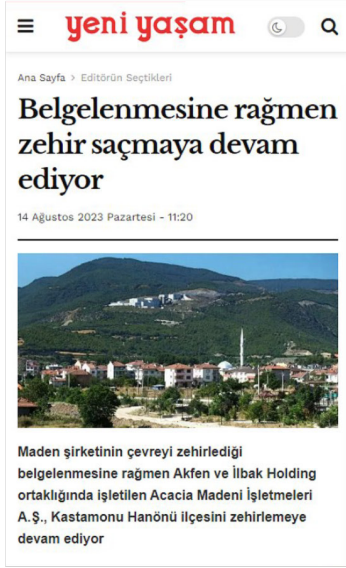 yeni yaşam
Ana Sayfa > Editörün Seçtikleri
Belgelenmesine rağmen
zehir saçmaya devam
ediyor
14 Ağustos 2023 Pazartesi - 11:20
Maden şirketinin çevreyi zehirlediği
belgelenmesine rağmen Akfen ve İlbak Holding
ortaklığında işletilen Acacia Madeni İşletmeleri
A.Ş., Kastamonu Hanönü ilçesini zehirlemeye
devam ediyor